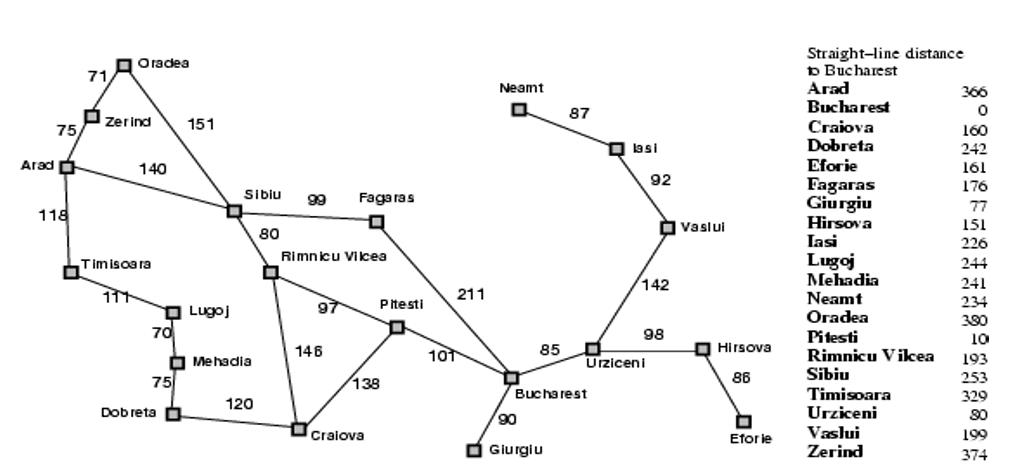 Oradea
71
Zerind
75
151
Arad
140
118
Sibiu
99
Fagaras
80
Rimnicu Vilcea
Timisoara
111
Lugoj
70
97
Pitesti
211
Mehadia
146
101
75
138
Dobreta
120
Craiova
Neamt
87
Iasi
92
Vaslui
142
98
Hirsova
85
Urziceni
86
Bucharest
90
Giurgiu
Eforie
Straight–line distance
to Bucharest
Arad 366
Bucharest 0
Craiova 160
Dobreta 242
Eforie 161
Fagaras 176
Giurgiu 77
Hirsova 151
Iasi 226
Lugoj 244
Mehadia 241
Neamt 234
Oradea 380
Pitesti 10
Rimnicu Vilcea 193
Sibiu 253
Timisoara 329
Urziceni 80
Vaslui 199
Zerind 374